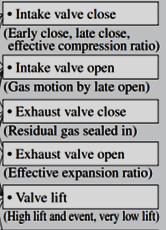 • Intake valve close
(Early close, late close,
effective compression ratio)
• Intake valve open
(Gas motion by late open)
• Exhaust valve close
(Residual gas sealed in)
• Exhaust valve open
(Effective expansion ratio)
• Valve lift
(High lift and event, very low lift)